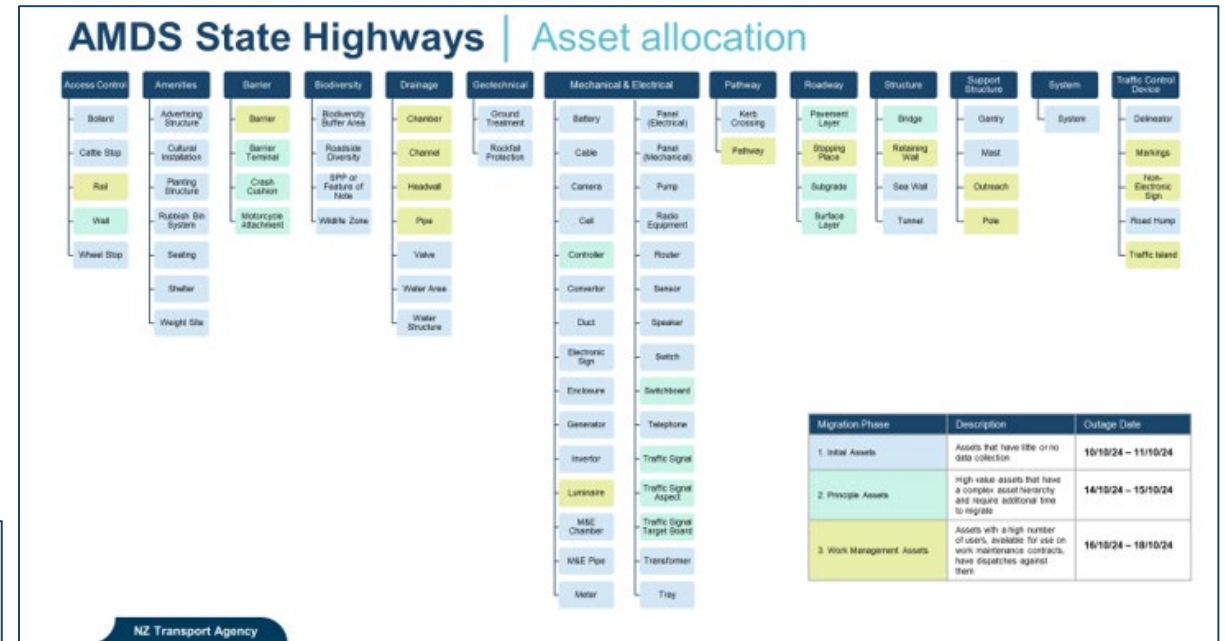 AMDS State Highways | Asset allocation
Access Control
Bollard
Cattle Stop
Rail
Wall
Wheel Stop
Amenities
Advertising
Structure
Cultural
Installation
Planting
Structure
Rubbish Bin
System
Seating
Shelter
Weight Site
Barrier
Barrier
Barrier
Terminal
Crash
Cushion
Motorcycle
Attachment
Biodiversity
Biodiversity
Buffer Area
Roadside
Diversity
SPP or
Feature of
Note
Wildlife Zone
Drainage
Chamber
Channel
Headwall
Pipe
Valve
Water Area
Water
Structure
Geotechnical
Ground
Treatment
Rockfall
Protection
Mechanical & Electrical
Battery
Cable
Camera
Cell
Controller
Convertor
Duct
Electronic
Sign
Enclosure
Generator
Invertor
Luminaire
M&E
Chamber
M&E Pipe
Meter
Panel
(Electrical)
Panel
(Mechanical)
Pump
Radio
Equipment
Router
Sensor
Speaker
Switch
Switchboard
Telephone
Traffic Signal
Traffic Signal
Aspect
Traffic Signal
Target Board
Transformer
Tray
Pathway
Kerb
Crossing
Pathway
Roadway
Pavement
Layer
Stopping
Place
Subgrade
Surface
Layer
Structure
Bridge
Retaining
Wall
Sea Wall
Tunnel
Support
Structure
Gantry
Mast
Outreach
Pole
System
System
Traffic Control
Device
Delineator
Markings
Non-
Electronic
Sign
Road Hump
Traffic Island
Migration Phase
Description
Outage Date
1. Initial Assets
Assets that have little or no
data collection
10/10/24 – 11/10/24
2. Principle Assets
High value assets that have
a complex asset hierarchy
and require additional time
to migrate
14/10/24 – 15/10/24
3. Work Management Assets
Assets with a high number
of users, available for use on
work maintenance contracts,
have dispatches against
them
16/10/24 – 18/10/24
NZ Transport Agency